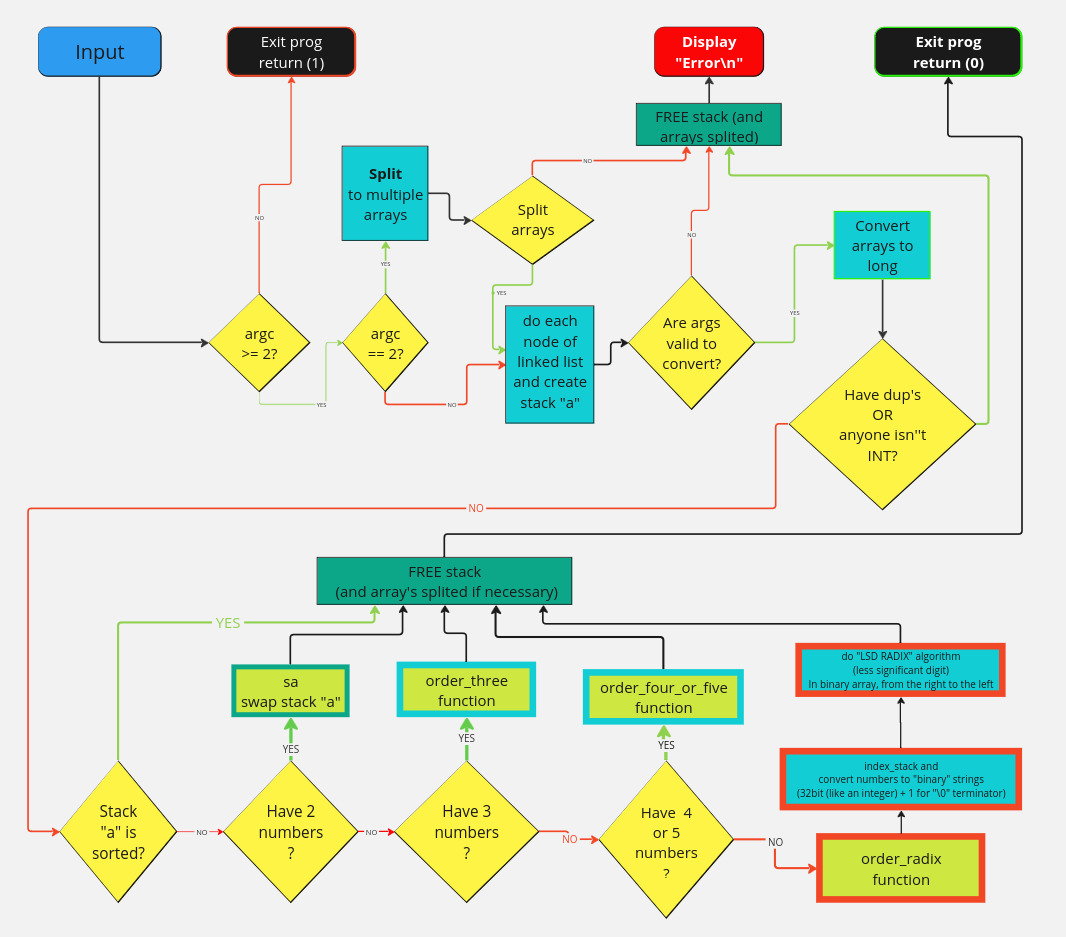 Input
Exit prog
return (1)
Display
"Error\n"
Exit prog
return (0)
FREE stack (and
arrays splited)
NO
Split
to multiple
arrays
Split
arrays
NO
NO
Convert
arrays to
long
YES
YES
YES
argc
>= 2?
argc
== 2?
do each
node of
linked list
and create
stack "a"
Are args
valid to
convert?
YES
NO
Have dup's
OR
anyone isn''t
INT?
NO
FREE stack
(and array's splited if necessary)
YES
sa
swap stack "a"
order_three
function
order_four_or_five
function
do "LSD RADIX" algorithm
(less significant digit)
In binary array, from the right to the left
YES
YES
YES
index_stack and
convert numbers to "binary" strings
(32bit (like an integer) + 1 for "\0" terminator)
Stack
"a" is
sorted?
NO
Have 2
numbers
?
NO
Have 3
numbers
?
NO
Have  4
or 5
numbers
?
NO
order_radix
function